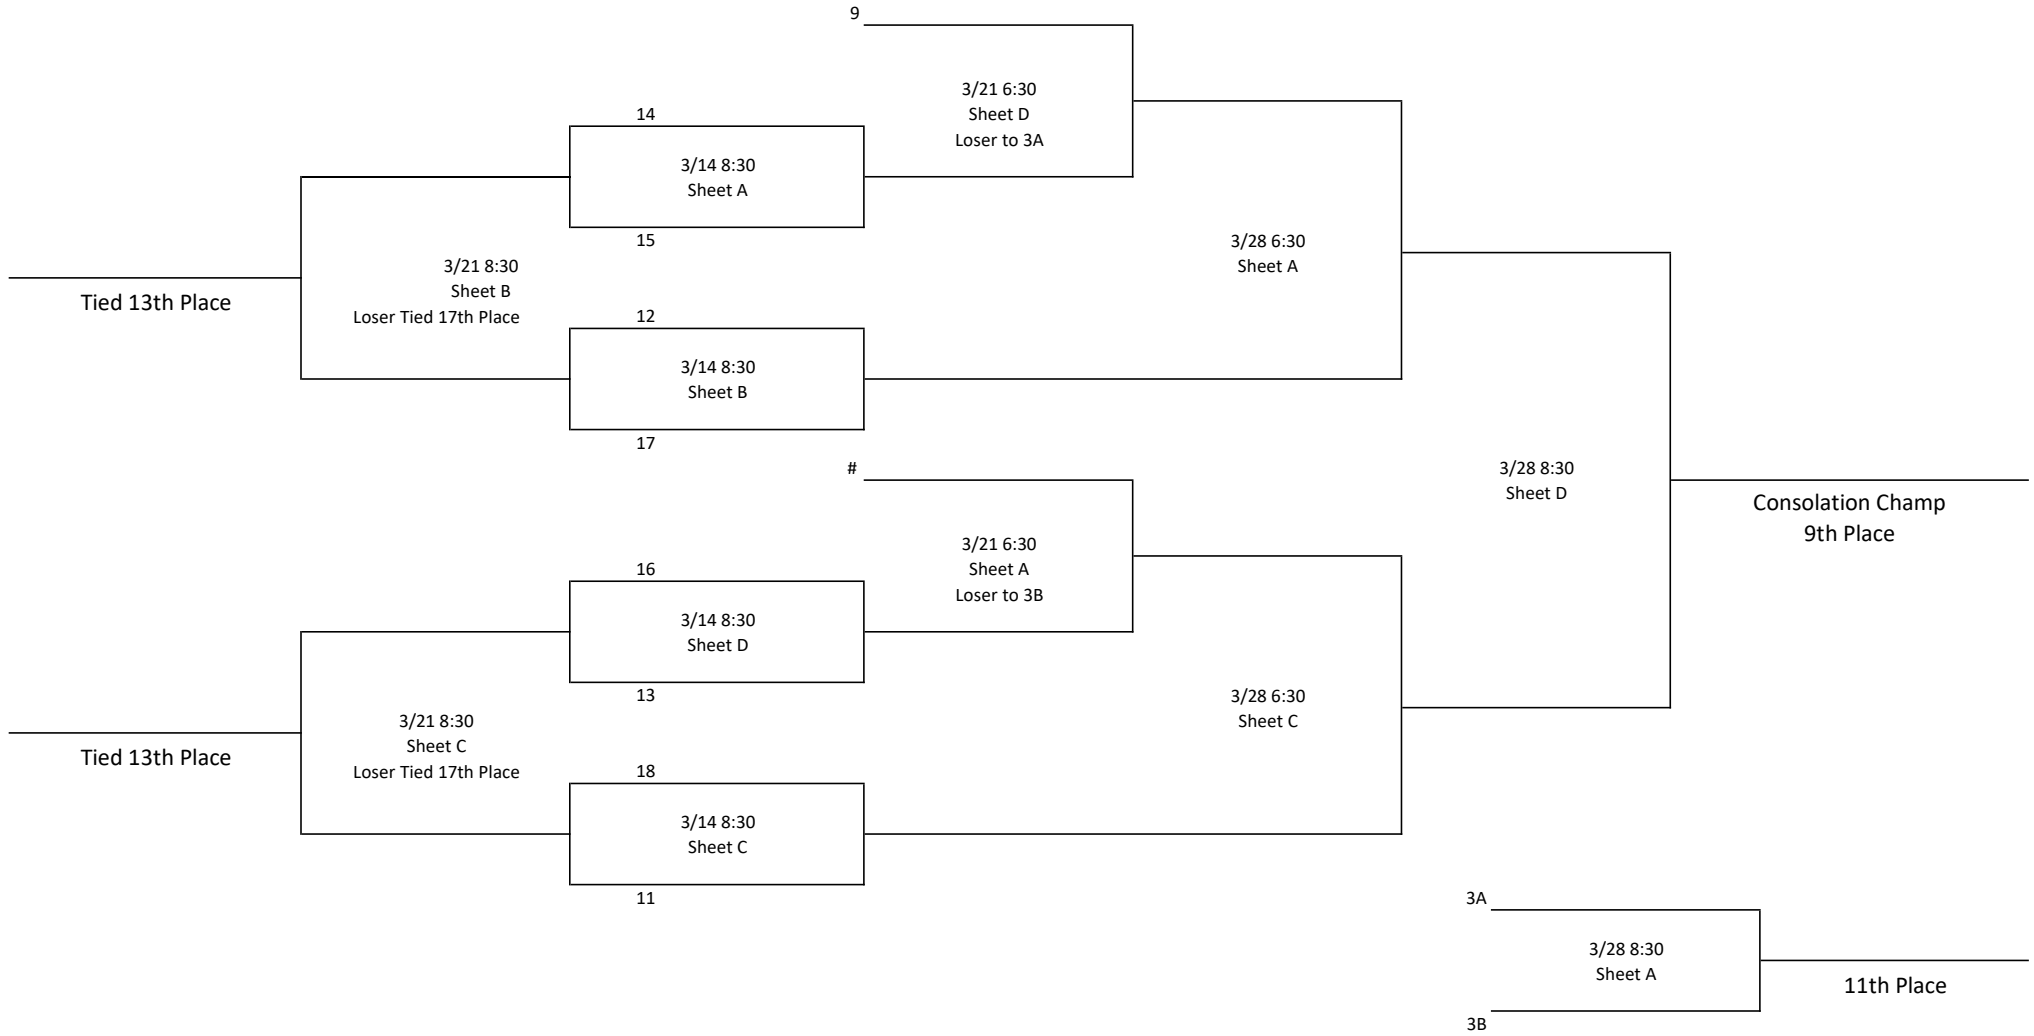 9
3/21 6:30
Sheet D
Loser to 3A
14
3/14 8:30
Sheet A
15
3/21 8:30
Sheet B
Loser Tied 17th Place
Tied 13th Place
12
3/14 8:30
Sheet B
17
3/28 6:30
Sheet A
#
3/21 6:30
Sheet A
Loser to 3B
3/28 8:30
Sheet D
Consolation Champ
9th Place
16
3/14 8:30
Sheet D
13
3/21 8:30
Sheet C
Loser Tied 17th Place
Tied 13th Place
18
3/14 8:30
Sheet C
11
3/28 6:30
Sheet C
3A
3/28 8:30
Sheet A
3B
11th Place